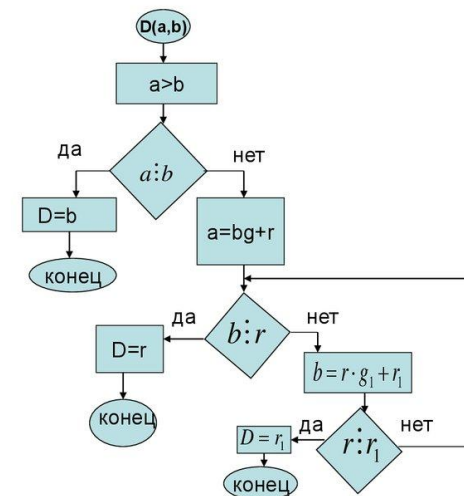 D(a,b)
a>b
да
нет
a⋮b
D=b
a=bg+r
конец
да
нет
b⋮r
D=r
b=r·g₁+r₁
конец
да
нет
r⋮r₁
D=r₁
конец